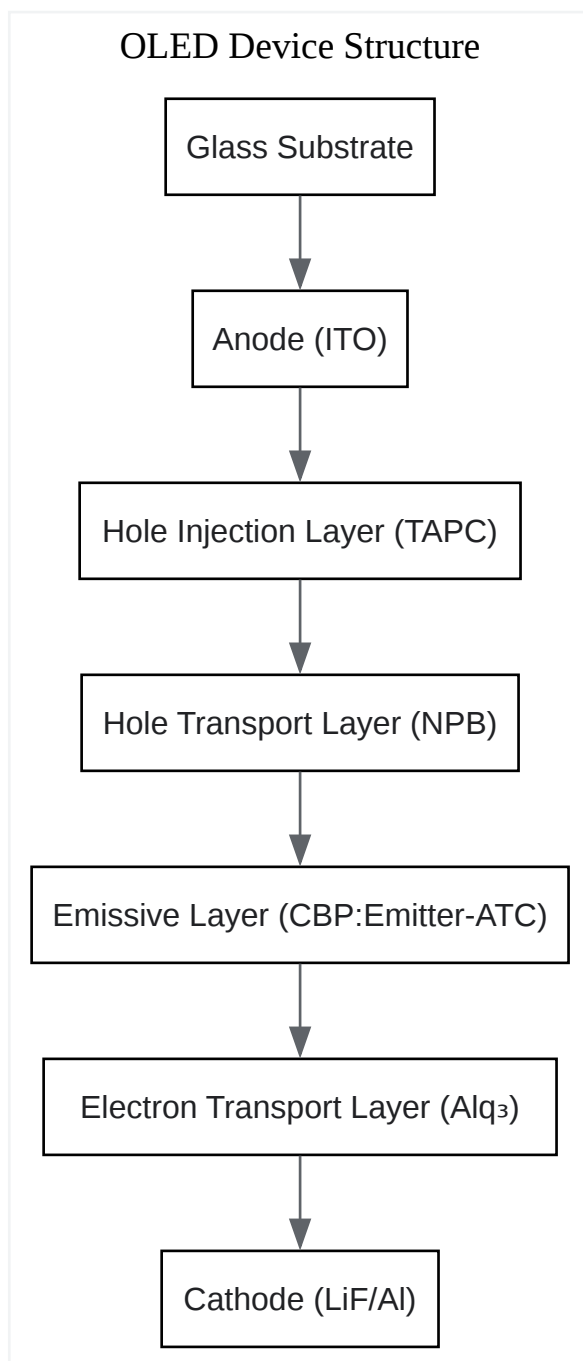 OLED Device Structure
Glass Substrate
Anode (ITO)
Hole Injection Layer (TAPC)
Hole Transport Layer (NPB)
Emissive Layer (CBP:Emitter-ATC)
Electron Transport Layer (Alq₃)
Cathode (LiF/Al)